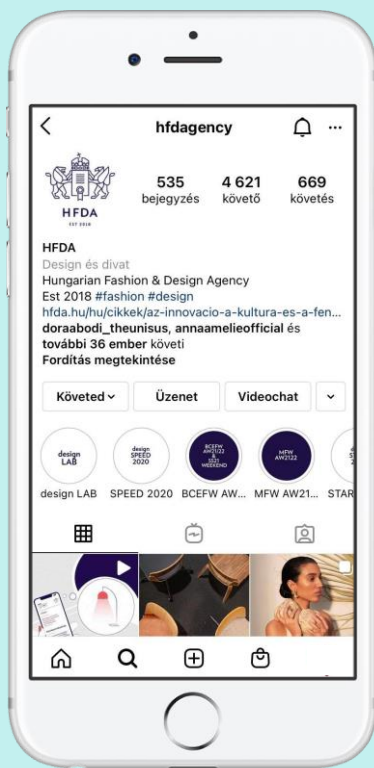 hfdagency
535 4 621 669
bejegyzés követő követés
HFDA
EST 2018
HFDA
Design és divat
Hungarian Fashion & Design Agency
Est 2018 #fashion #design
hfda.hu/hu/cikkek/az-innovacio-a-kultura-es-a-fen...
doraabodi_theunisus, annaamelieofficial és
további 36 ember követi
Fordítás megtekintése
Követed Üzenet Videochat
design
LAB
design
SPEED
2020
BCEFW
AW21/22
&
SS21
WEEKEND
MFW
AW2122
design LAB SPEED 2020 BCEFW AW... MFW AW21... STAR